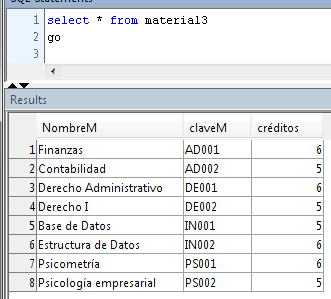 SQL Statements
1 select * from material3
2 go
3
Results
NombreM claveM créditos
1 Finanzas AD001 6
2 Contabilidad AD002 5
3 Derecho Administrativo DE001 6
4 Derecho I DE002 5
5 Base de Datos IN001 5
6 Estructura de Datos IN002 6
7 Psicometría PS001 6
8 Psicología empresarial PS002 5